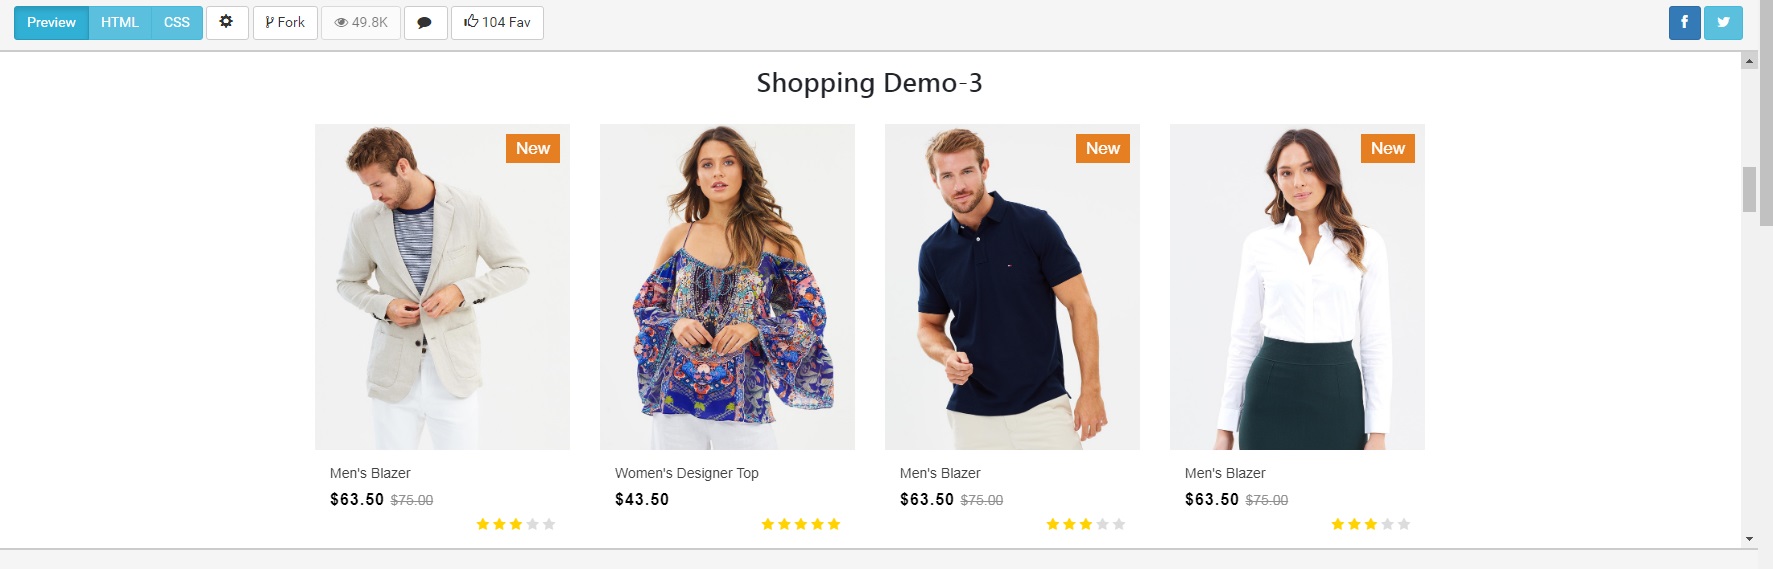 Preview HTML CSS Fork 49.8K 104 Fav
Shopping Demo-3
New
New
New
Men's Blazer
$63.50 $75.00
Women's Designer Top
$43.50
Men's Blazer
$63.50 $75.00
Men's Blazer
$63.50 $75.00